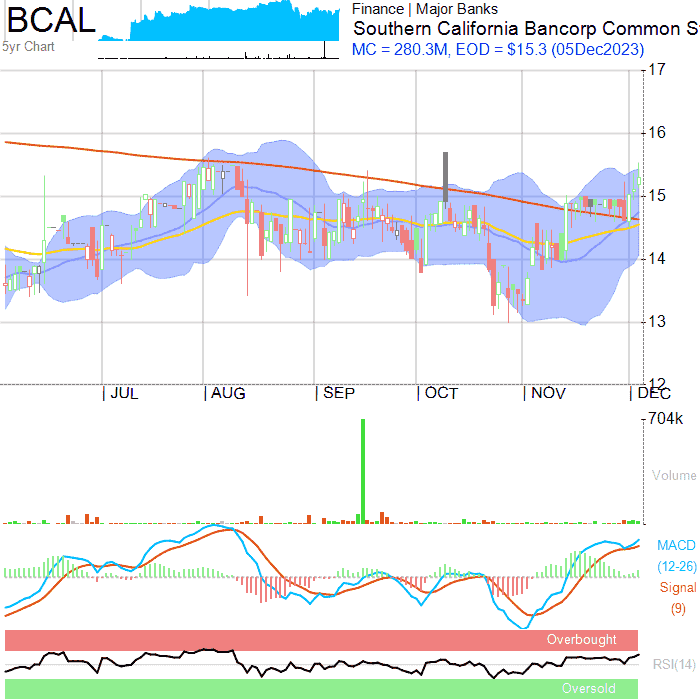 BCAL
5yr Chart
Finance | Major Banks
Southern California Bancorp Common S
MC = 280.3M, EOD = $15.3 (05Dec2023)
17
16
15
14
13
12
| JUL | AUG | SEP | OCT | NOV | DEC
704k
Volume
MACD
(12-26)
Signal
(9)
Overbought
RSI(14)
Oversold